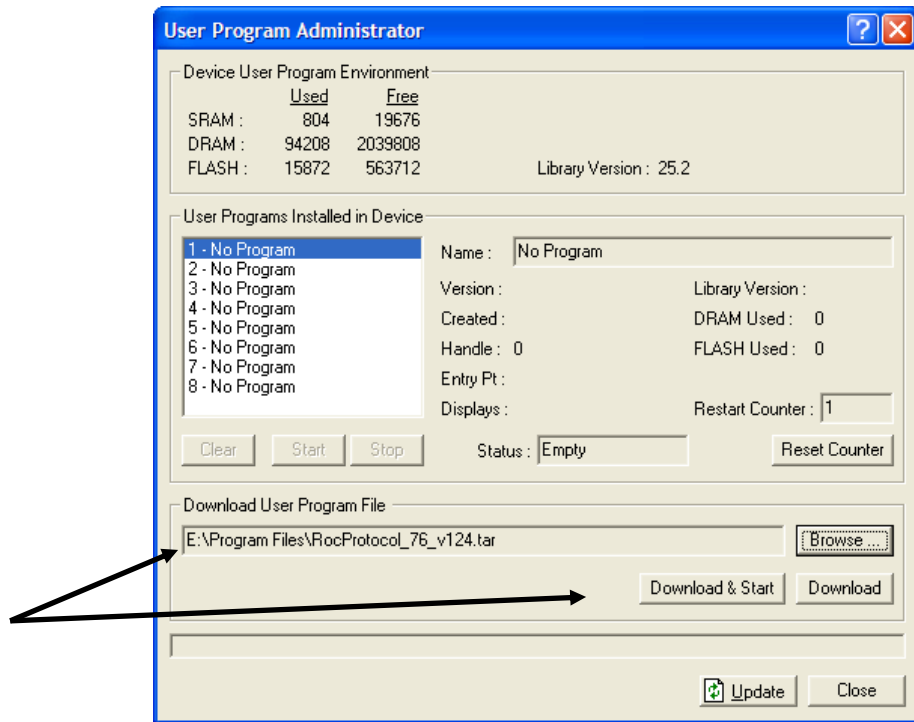 User Program Administrator
Device User Program Environment
Used Free
SRAM : 804 19676
DRAM : 94208 2039808
FLASH : 15872 563712 Library Version : 25.2
User Programs Installed in Device
1 - No Program
2 - No Program
3 - No Program
4 - No Program
5 - No Program
6 - No Program
7 - No Program
8 - No Program
Name : No Program
Version : Library Version :
Created : DRAM Used : 0
Handle : 0 FLASH Used : 0
Entry Pt :
Displays : Restart Counter : 1
Clear Start Stop Status : Empty Reset Counter
Download User Program File
E:\Program Files\RocProtocol_76_v124.tar Browse ...
Download & Start Download
Update Close